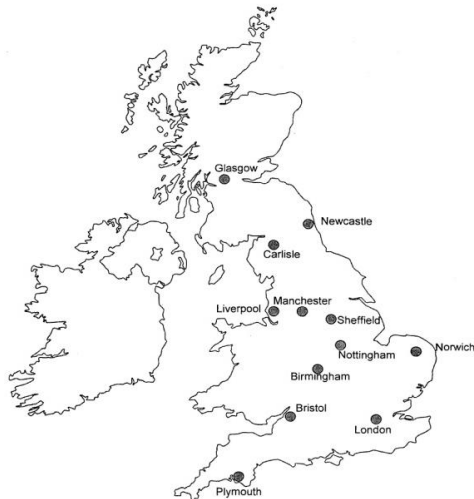 Glasgow
Newcastle
Carlisle
Liverpool
Manchester
Sheffield
Nottingham
Norwich
Birmingham
Bristol
London
Plymouth